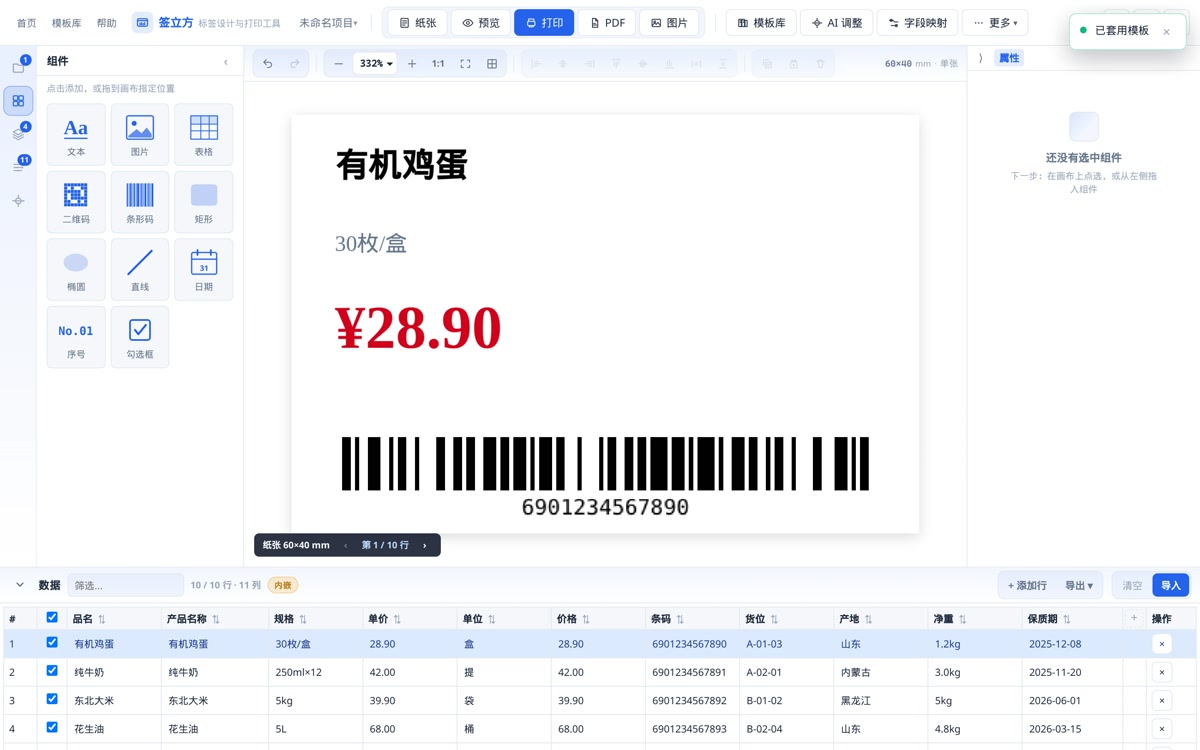 首页 模板库 帮助 签立方 标签设计与打印工具 未命名项目▾ 纸张 预览 打印 PDF 图片 模板库 AI 调整 字段映射 ··· 更多▾ 已套用模板 ×
1 组件 ‹ 332% ▾ 1:1 60×40 mm · 单张 属性
点击添加，或拖到画布指定位置
4
11
Aa
文本 图片 表格
二维码 条形码 矩形
31
椭圆 直线 日期
No.01
序号 勾选框
有机鸡蛋
30枚/盒
¥28.90
6901234567890
还没有选中组件
下一步：在画布上点选，或从左侧拖
入组件
纸张 60×40 mm ‹ 第 1 / 10 行 ›
数据 筛选... 10 / 10 行 · 11 列 内嵌 + 添加行 导出 ▾ 清空 导入
# 品名 产品名称 规格 单价 单位 价格 条码 货位 产地 净重 保质期 + 操作
1 有机鸡蛋 有机鸡蛋 30枚/盒 28.90 盒 28.90 6901234567890 A-01-03 山东 1.2kg 2025-12-08 ×
2 纯牛奶 纯牛奶 250ml×12 42.00 提 42.00 6901234567891 A-02-01 内蒙古 3.0kg 2025-11-20 ×
3 东北大米 东北大米 5kg 39.90 袋 39.90 6901234567892 B-01-02 黑龙江 5kg 2026-06-01 ×
4 花生油 花生油 5L 68.00 桶 68.00 6901234567893 B-02-04 山东 4.8kg 2026-03-15 ×